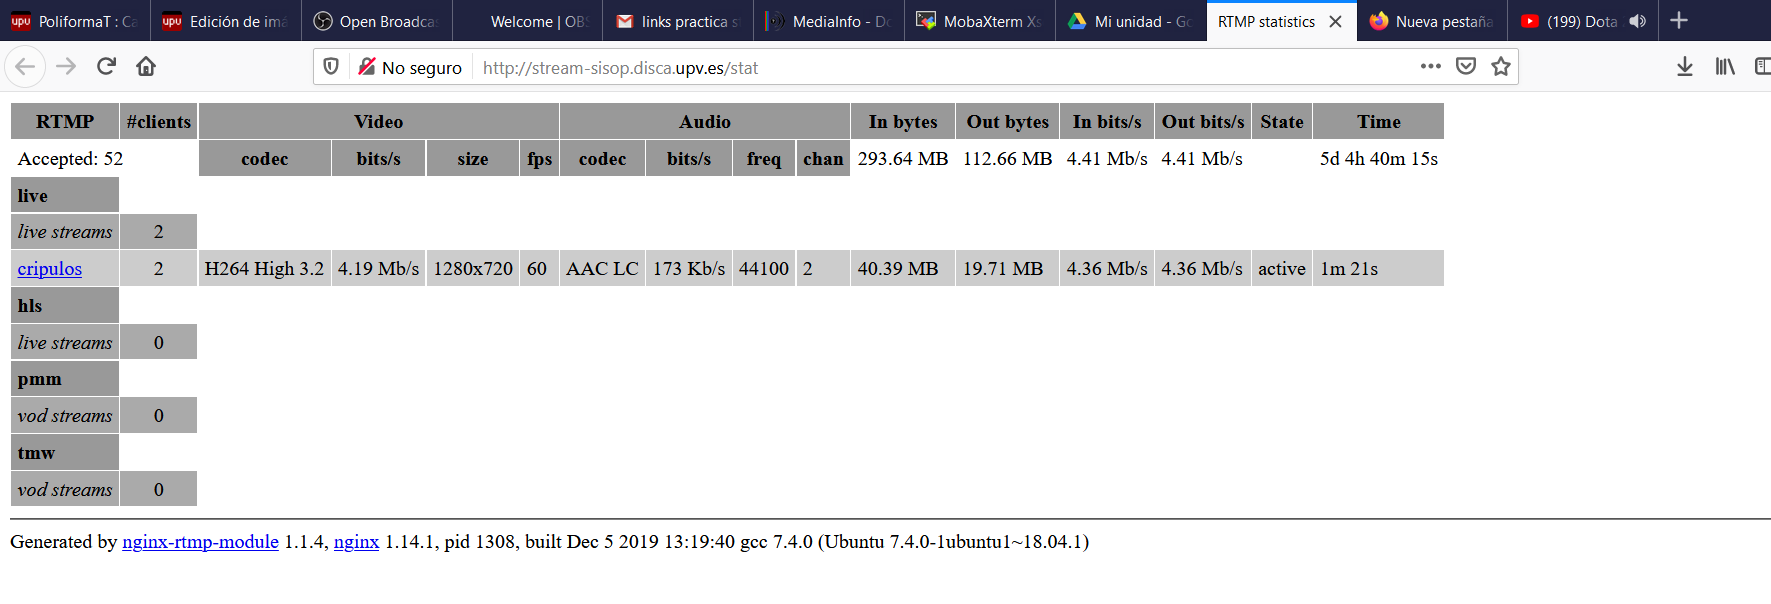 PoliformaT : Ca
Edición de imá
Open Broadca
Welcome | OBS
links practica s
MediaInfo - Do
MobaXterm Xs
Mi unidad - Go
RTMP statistics
Nueva pestaña
(199) Dota
No seguro http://stream-sisop.disca.upv.es/stat
RTMP #clients Video Audio In bytes Out bytes In bits/s Out bits/s State Time
Accepted: 52 codec bits/s size fps codec bits/s freq chan 293.64 MB 112.66 MB 4.41 Mb/s 4.41 Mb/s 5d 4h 40m 15s
live
live streams 2
cripulos 2 H264 High 3.2 4.19 Mb/s 1280x720 60 AAC LC 173 Kb/s 44100 2 40.39 MB 19.71 MB 4.36 Mb/s 4.36 Mb/s active 1m 21s
hls
live streams 0
pmm
vod streams 0
tmw
vod streams 0
Generated by nginx-rtmp-module 1.1.4, nginx 1.14.1, pid 1308, built Dec 5 2019 13:19:40 gcc 7.4.0 (Ubuntu 7.4.0-1ubuntu1~18.04.1)